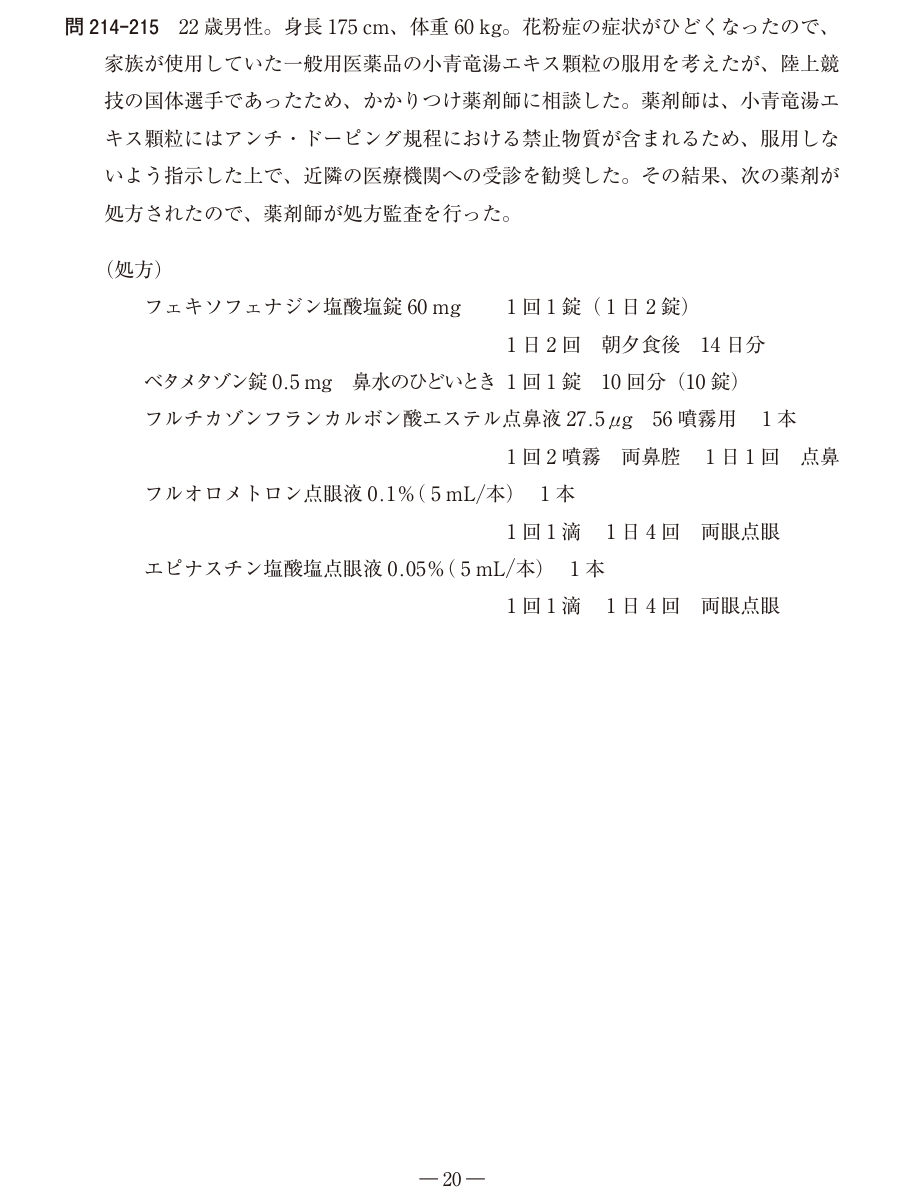 問 214-215　22 歳男性。身長 175 cm、体重 60 kg。花粉症の症状がひどくなったので、
家族が使用していた一般用医薬品の小青竜湯エキス顆粒の服用を考えたが、陸上競
技の国体選手であったため、かかりつけ薬剤師に相談した。薬剤師は、小青竜湯エ
キス顆粒にはアンチ・ドーピング規程における禁止物質が含まれるため、服用しな
いよう指示した上で、近隣の医療機関への受診を勧奨した。その結果、次の薬剤が
処方されたので、薬剤師が処方監査を行った。
（処方）
フェキソフェナジン塩酸塩錠 60 mg　1 回 1 錠（1 日 2 錠）
1 日 2 回　朝夕食後　14 日分
ベタメタゾン錠 0.5 mg　鼻水のひどいとき　1 回 1 錠　10 回分（10 錠）
フルチカゾンフランカルボン酸エステル点鼻液 27.5 μg　56 噴霧用　1 本
1 回 2 噴霧　両鼻腔　1 日 1 回　点鼻
フルオロメトロン点眼液 0.1%（5 mL/本）　1 本
1 回 1 滴　1 日 4 回　両眼点眼
エピナスチン塩酸塩点眼液 0.05%（5 mL/本）　1 本
1 回 1 滴　1 日 4 回　両眼点眼
— 20 —